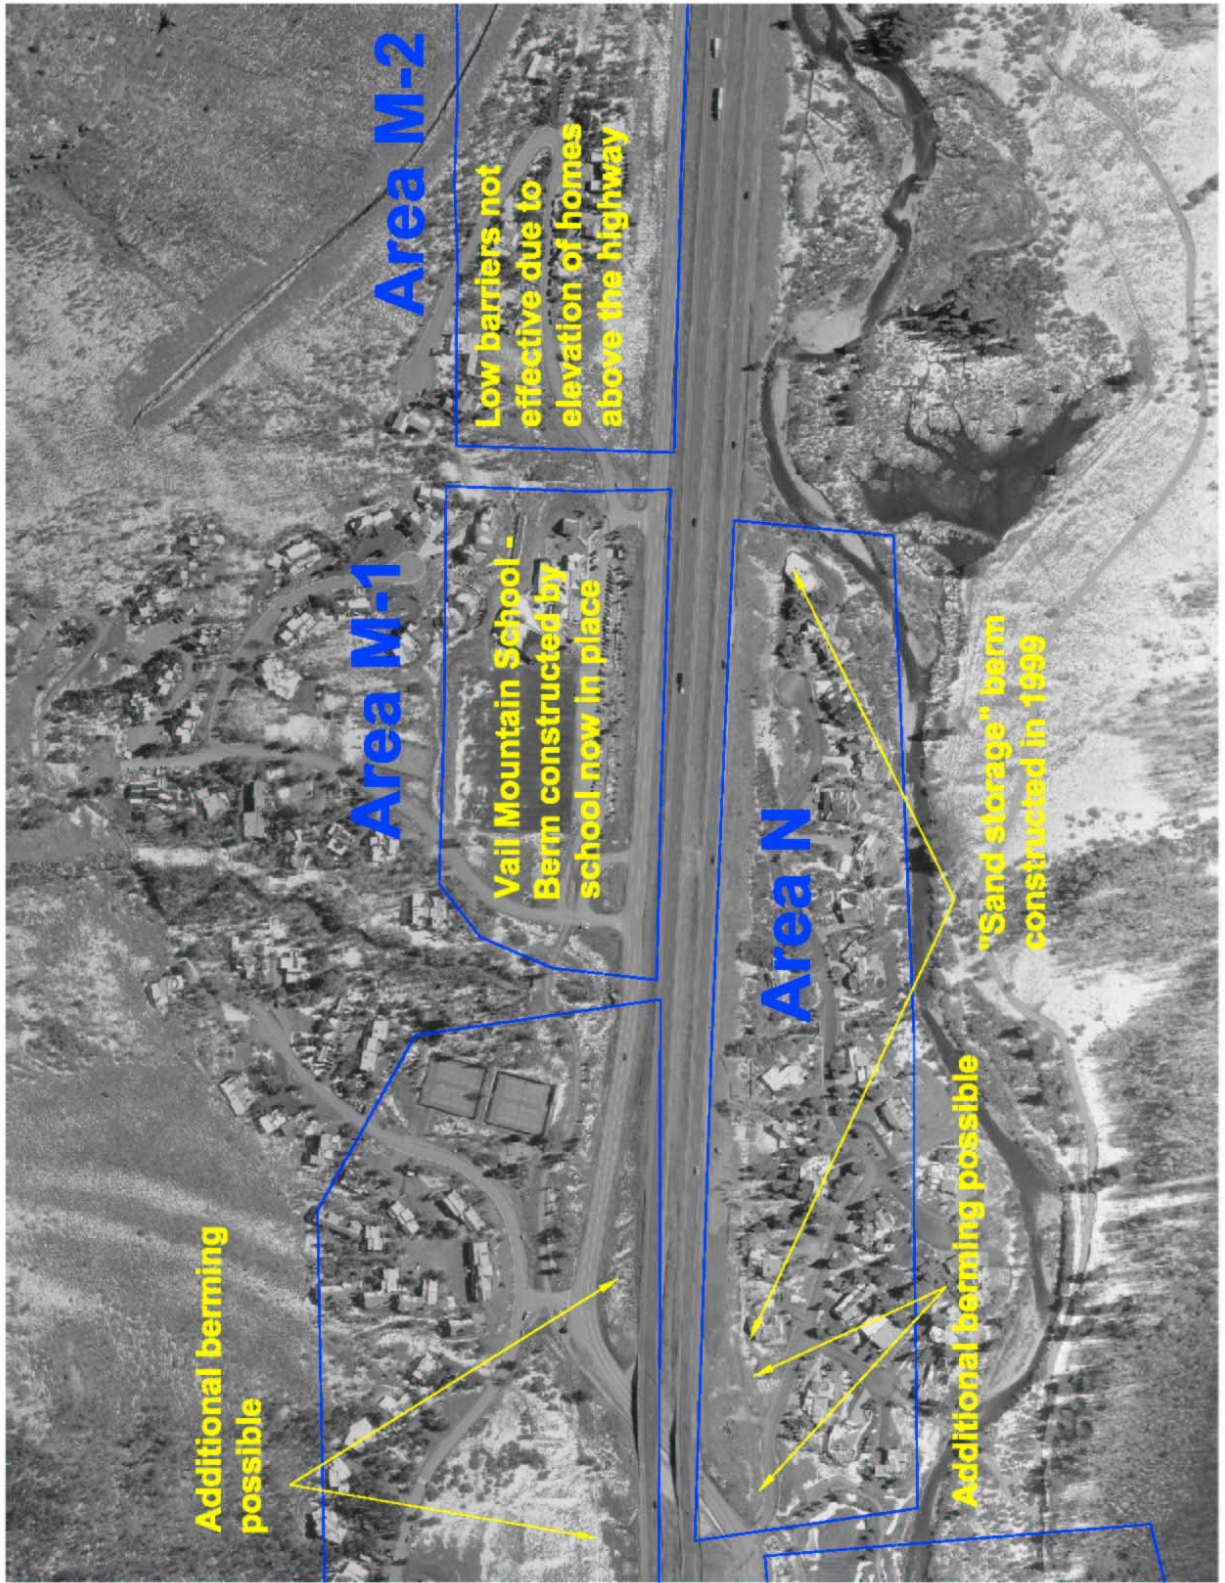 Additional berming
possible
Area M-1
Vail Mountain School -
Berm constructed by
school now in place
Area M-2
Low barriers not
effective due to
elevation of homes
above the highway
Area N
Additional berming possible
"Sand storage" berm
constructed in 1999